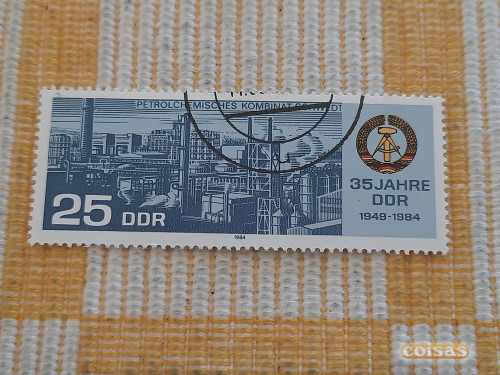 PETROLCHEMISCHES KOMBINAT
25 DDR
1984
35 JAHRE
DDR
1949-1984
coisas